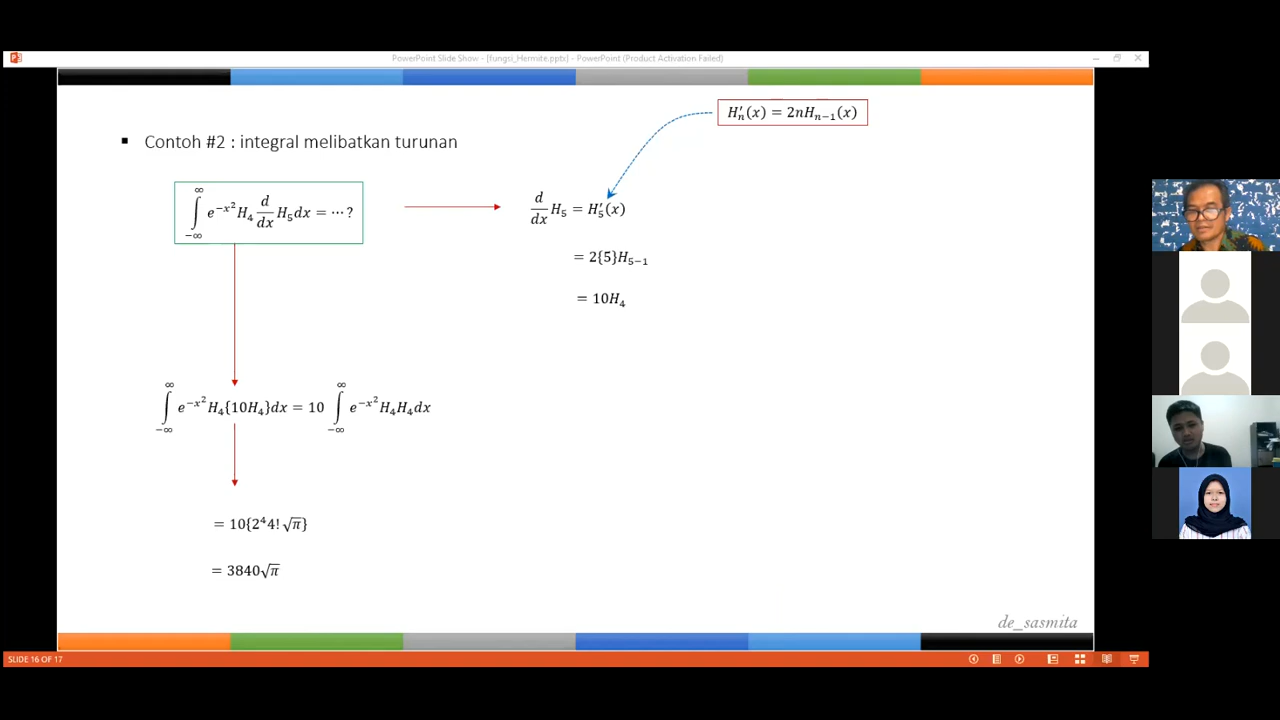 PowerPoint Slide Show - [fungsi_Hermite.pptx] - PowerPoint (Product Activation Failed)
H′ₙ(x) = 2nHₙ₋₁(x)
▪ Contoh #2 : integral melibatkan turunan
∫_{−∞}^{∞} e^{−x²} H₄ d/dx H₅ dx = ⋯ ?
d/dx H₅ = H′₅(x)
= 2{5}H₅₋₁
= 10H₄
∫_{−∞}^{∞} e^{−x²} H₄{10H₄}dx = 10 ∫_{−∞}^{∞} e^{−x²} H₄H₄dx
= 10{2⁴4!√π}
= 3840√π
de_sasmita
SLIDE 16 OF 17